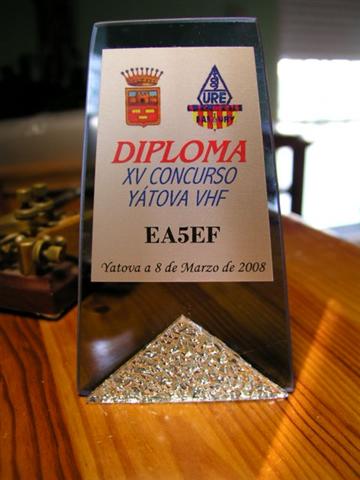 URE
DIPLOMA
XV CONCURSO
YÁTOVA VHF
EA5EF
Yatova a 8 de Marzo de 2008